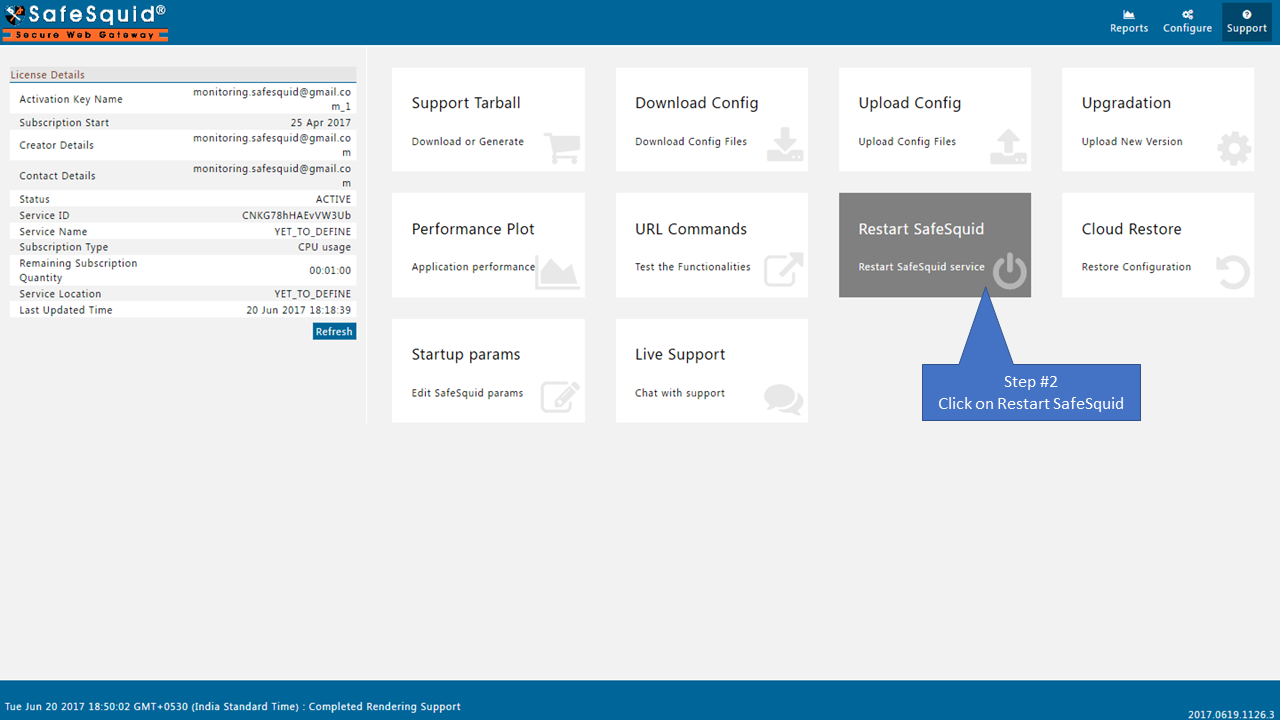 SafeSquid®
Secure Web Gateway
Reports
Configure
Support
License Details
Activation Key Name
monitoring.safesquid@gmail.co
m_1
Subscription Start
25 Apr 2017
Creator Details
monitoring.safesquid@gmail.co
m
Contact Details
monitoring.safesquid@gmail.co
m
Status
ACTIVE
Service ID
CNKG78hHAEvVW3Ub
Service Name
YET_TO_DEFINE
Subscription Type
CPU usage
Remaining Subscription
Quantity
00:01:00
Service Location
YET_TO_DEFINE
Last Updated Time
20 Jun 2017 18:18:39
Refresh
Support Tarball
Download or Generate
Download Config
Download Config Files
Upload Config
Upload Config Files
Upgradation
Upload New Version
Performance Plot
Application performance
URL Commands
Test the Functionalities
Restart SafeSquid
Restart SafeSquid service
Cloud Restore
Restore Configuration
Startup params
Edit SafeSquid params
Live Support
Chat with support
Step #2
Click on Restart SafeSquid
Tue Jun 20 2017 18:50:02 GMT+0530 (India Standard Time) : Completed Rendering Support
2017.0619.1126.3